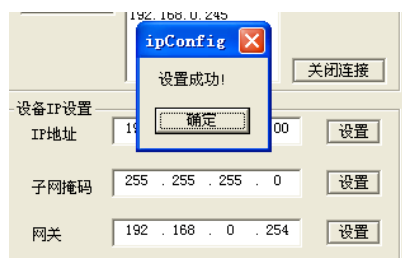 192.168.0.245
ipConfig
设置成功!
关闭连接
确定
设备IP设置
IP地址
设置
子网掩码
255 . 255 . 255 . 0
设置
网关
192 . 168 . 0 . 254
设置